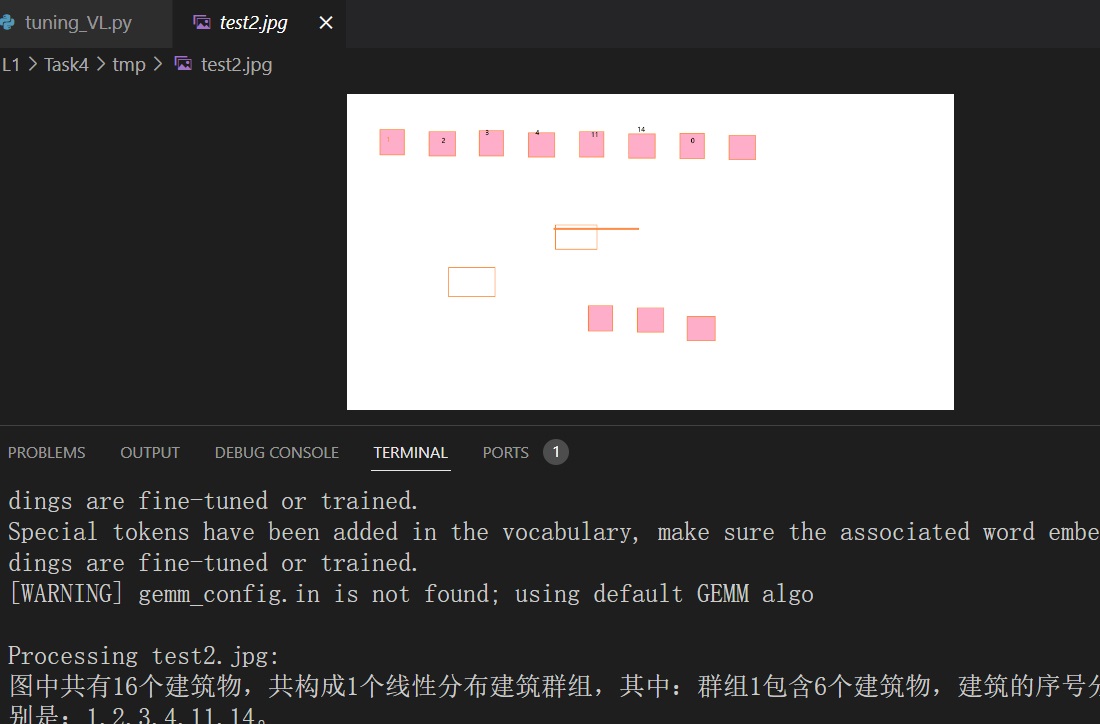 tuning_VL.py test2.jpg
L1 > Task4 > tmp > test2.jpg
1 2 3 4 11 14 0
PROBLEMS OUTPUT DEBUG CONSOLE TERMINAL PORTS 1
dings are fine-tuned or trained.
Special tokens have been added in the vocabulary, make sure the associated word embe
dings are fine-tuned or trained.
[WARNING] gemm_config.in is not found; using default GEMM algo
Processing test2.jpg:
图中共有16个建筑物，共构成1个线性分布建筑群组，其中：群组1包含6个建筑物，建筑的序号分
别是：1,2,3,4,11,14。